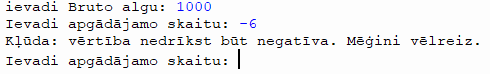 ievadi Bruto algu: 1000
Ievadi apgādājamo skaitu: -6
Kļūda: vērtība nedrīkst būt negatīva. Mēģini vēlreiz.
Ievadi apgādājamo skaitu: